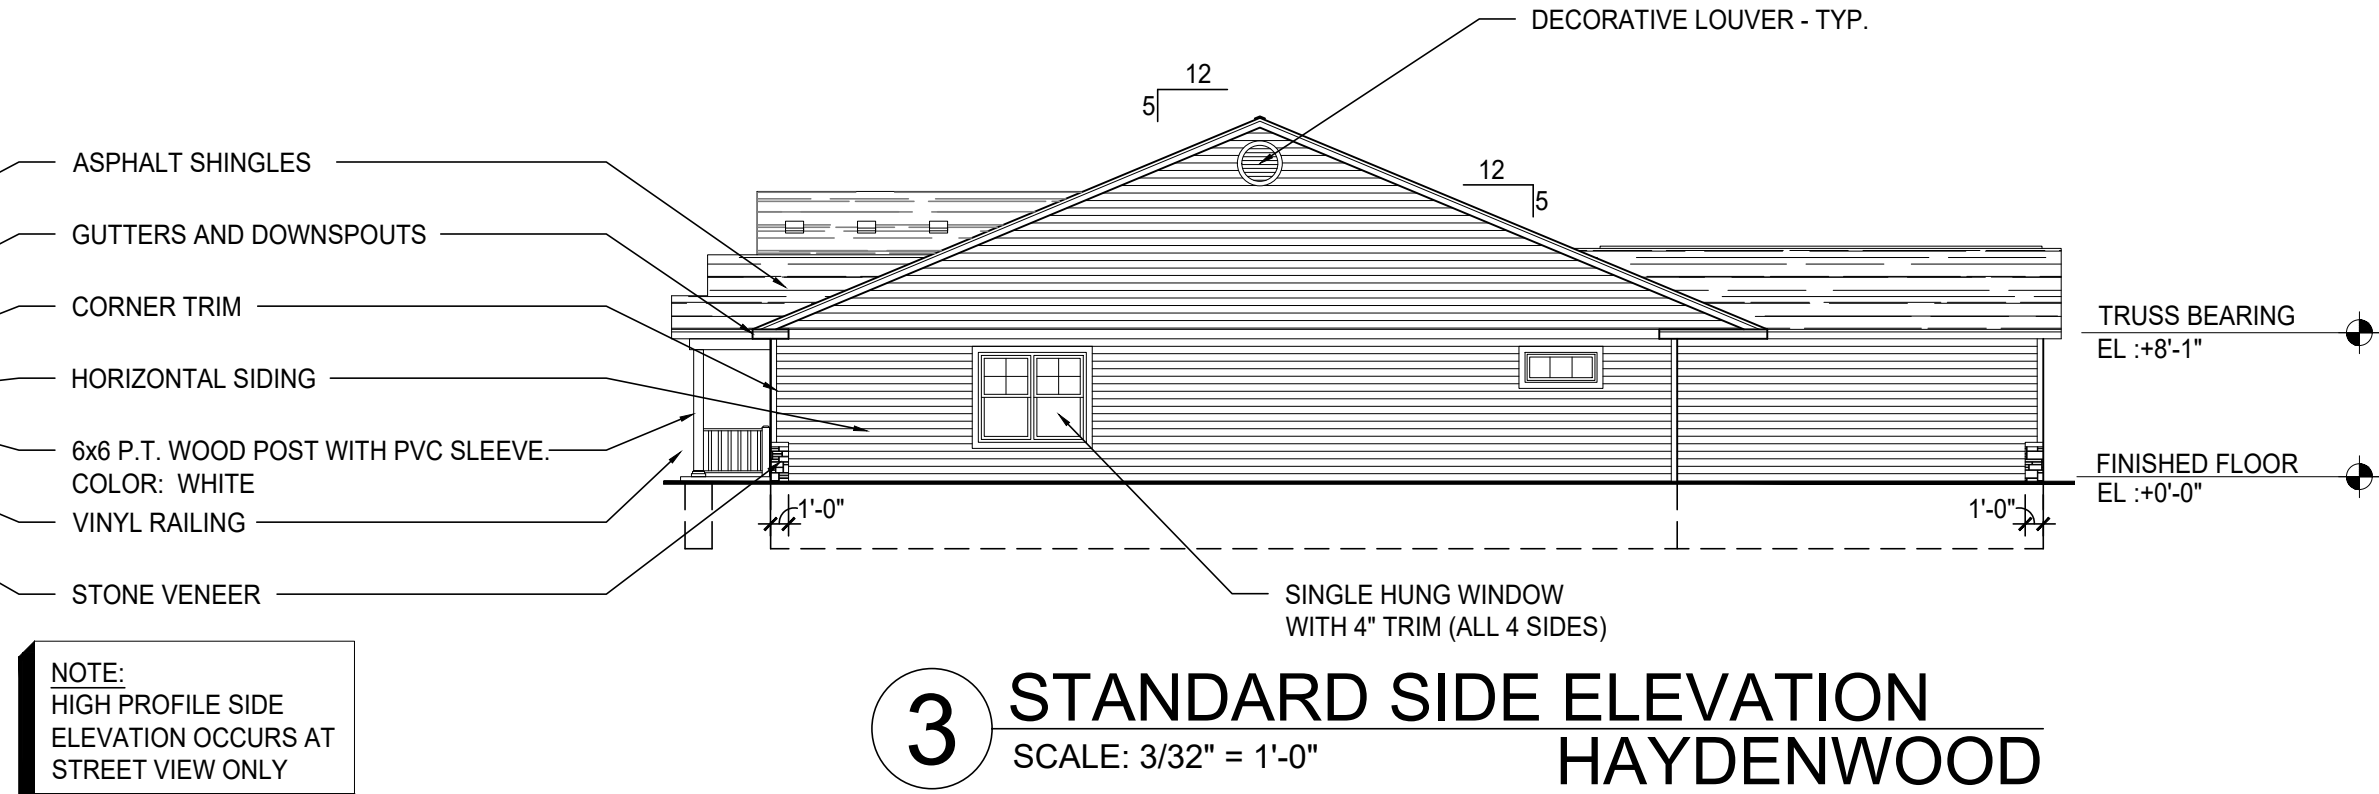 DECORATIVE LOUVER - TYP.
12
5
12
5
ASPHALT SHINGLES
GUTTERS AND DOWNSPOUTS
CORNER TRIM
HORIZONTAL SIDING
6x6 P.T. WOOD POST WITH PVC SLEEVE.
COLOR: WHITE
VINYL RAILING
STONE VENEER
TRUSS BEARING
EL :+8'-1"
FINISHED FLOOR
EL :+0'-0"
1'-0"
1'-0"
SINGLE HUNG WINDOW
WITH 4" TRIM (ALL 4 SIDES)
NOTE:
HIGH PROFILE SIDE
ELEVATION OCCURS AT
STREET VIEW ONLY
3
STANDARD SIDE ELEVATION
SCALE: 3/32" = 1'-0"
HAYDENWOOD